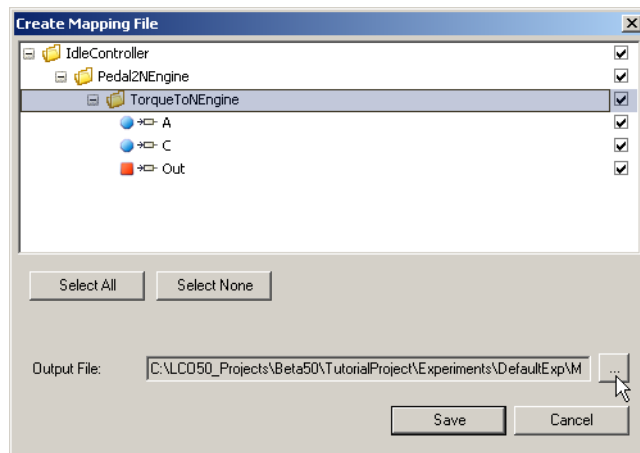 Create Mapping File
IdleController
Pedal2NEngine
TorqueToNEngine
A
C
Out
Select All Select None
Output File: C:\LCO50_Projects\Beta50\TutorialProject\Experiments\DefaultExp\M ...
Save Cancel